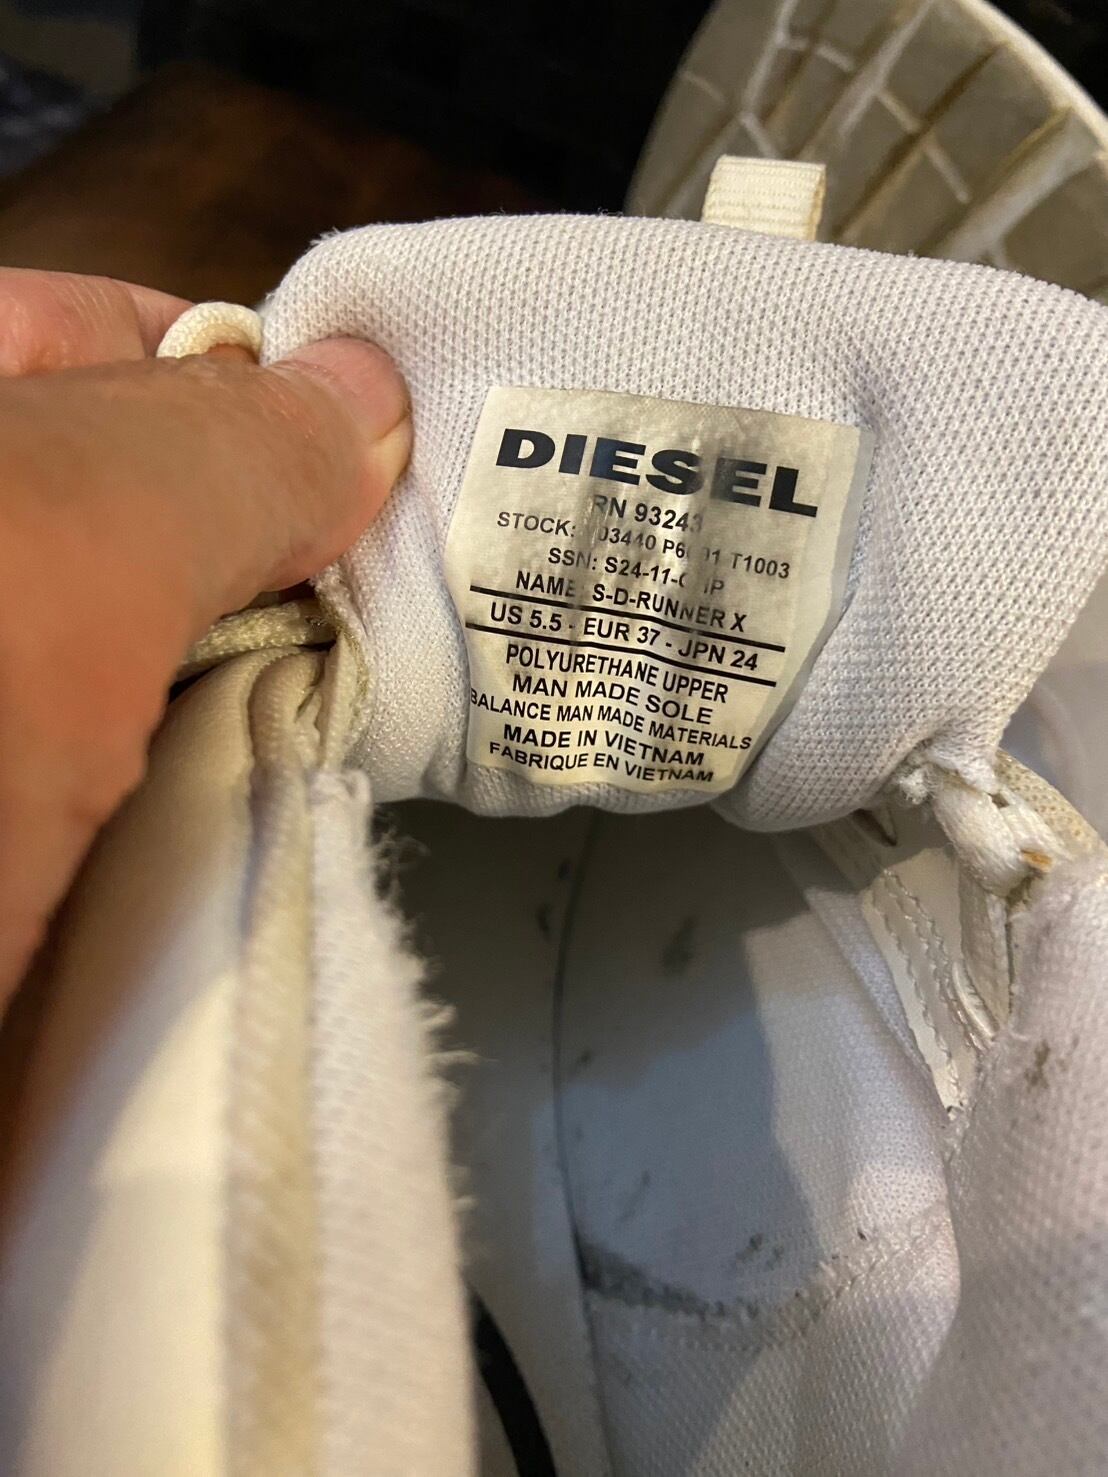 DIESEL
RN 93243
STOCK: 03440 T1003
SSN:
NAME S-D-RUNNER X
US 5.5 - EUR 37 - JPN 24
POLYURETHANE UPPER
MAN MADE SOLE
BALANCE MAN MADE MATERIALS
MADE IN VIETNAM
FABRIQUE EN VIETNAM